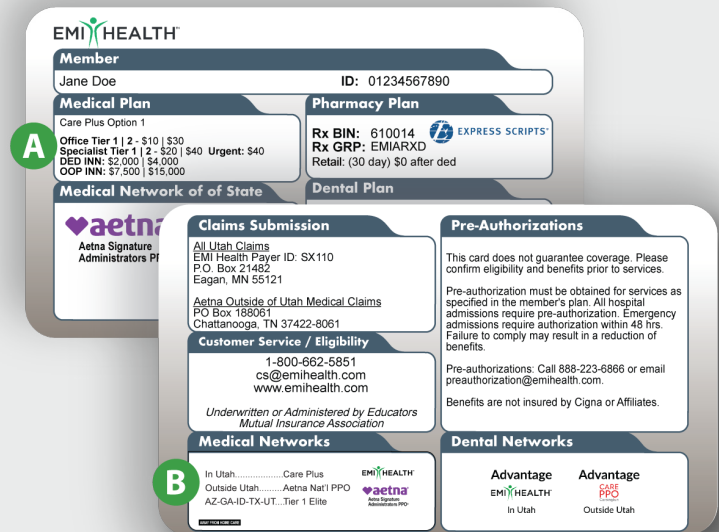 EMI HEALTH
Member
Jane Doe ID: 01234567890
Medical Plan
Care Plus Option 1
A
Office Tier 1 | 2 - $10 | $30
Specialist Tier 1 | 2 - $20 | $40 Urgent: $40
DED INN: $2,000 | $4,000
OOP INN: $7,500 | $15,000
Pharmacy Plan
Rx BIN: 610014
EXPRESS SCRIPTS®
Rx GRP: EMIARXD
Retail: (30 day) $0 after ded
Medical Network of of State
aetna
Aetna Signature
Administrators
Dental Plan
Claims Submission
All Utah Claims
EMI Health Payer ID: SX110
P.O. Box 21482
Eagan, MN 55121
Aetna Outside of Utah Medical Claims
PO Box 188061
Chattanooga, TN 37422-8061
Customer Service / Eligibility
1-800-662-5851
cs@emihealth.com
www.emihealth.com
Underwritten or Administered by Educators
Mutual Insurance Association
Pre-Authorizations
This card does not guarantee coverage. Please
confirm eligibility and benefits prior to services.
Pre-authorization must be obtained for services as
specified in the member's plan. All hospital
admissions require pre-authorization. Emergency
admissions require authorization within 48 hrs.
Failure to comply may result in a reduction of
benefits.
Pre-authorizations: Call 888-223-6866 or email
preauthorization@emihealth.com.
Benefits are not insured by Cigna or Affiliates.
Medical Networks
B
In Utah...................Care Plus
Outside Utah.........Aetna Nat'l PPO
AZ-GA-ID-TX-UT...Tier 1 Elite
EMI HEALTH
aetna
Aetna Signature
Administrators PPO
AWAY FROM HOME CARE
Dental Networks
Advantage
EMI HEALTH
In Utah
Advantage
CARE
PPO
Outside Utah